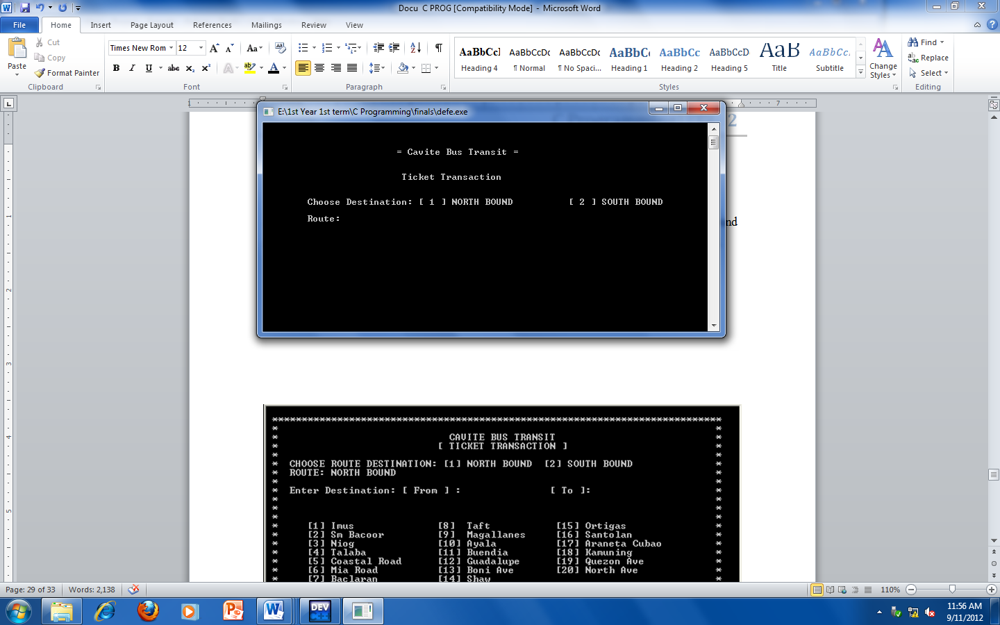 Docu C PROG [Compatibility Mode] - Microsoft Word
File Home Insert Page Layout References Mailings Review View
Paste
Cut
Copy
Format Painter
Clipboard
Times New Rom 12
Font
Paragraph
AaBbCcI AaBbCcDc AaBbCcDc AaBbCc AaBbCc AaBbCcD AaB AaBbCc.
Heading 4 ¶ Normal ¶ No Spaci... Heading 1 Heading 2 Heading 5 Title Subtitle
Styles
Change Styles
Find
Replace
Select
Editing
2
nd
E:\1st Year 1st term\C Programming\finals\defe.exe
= Cavite Bus Transit =
Ticket Transaction
Choose Destination: [ 1 ] NORTH BOUND [ 2 ] SOUTH BOUND
Route:
CAVITE BUS TRANSIT
[ TICKET TRANSACTION ]
CHOOSE ROUTE DESTINATION: [1] NORTH BOUND [2] SOUTH BOUND
ROUTE: NORTH BOUND
Enter Destination: [ From ] : [ To ]:
[1] Imus [8] Taft [15] Ortigas
[2] Sm Bacoor [9] Magallanes [16] Santolan
[3] Niog [10] Ayala [17] Araneta Cubao
[4] Talaba [11] Buendia [18] Kamuning
[5] Coastal Road [12] Guadalupe [19] Quezon Ave
[6] Mia Road [13] Boni Ave [20] North Ave
[7] Baclaran [14] Shaw
Page: 29 of 33 Words: 2,138 110%
DEV C++
11:56 AM
9/11/2012